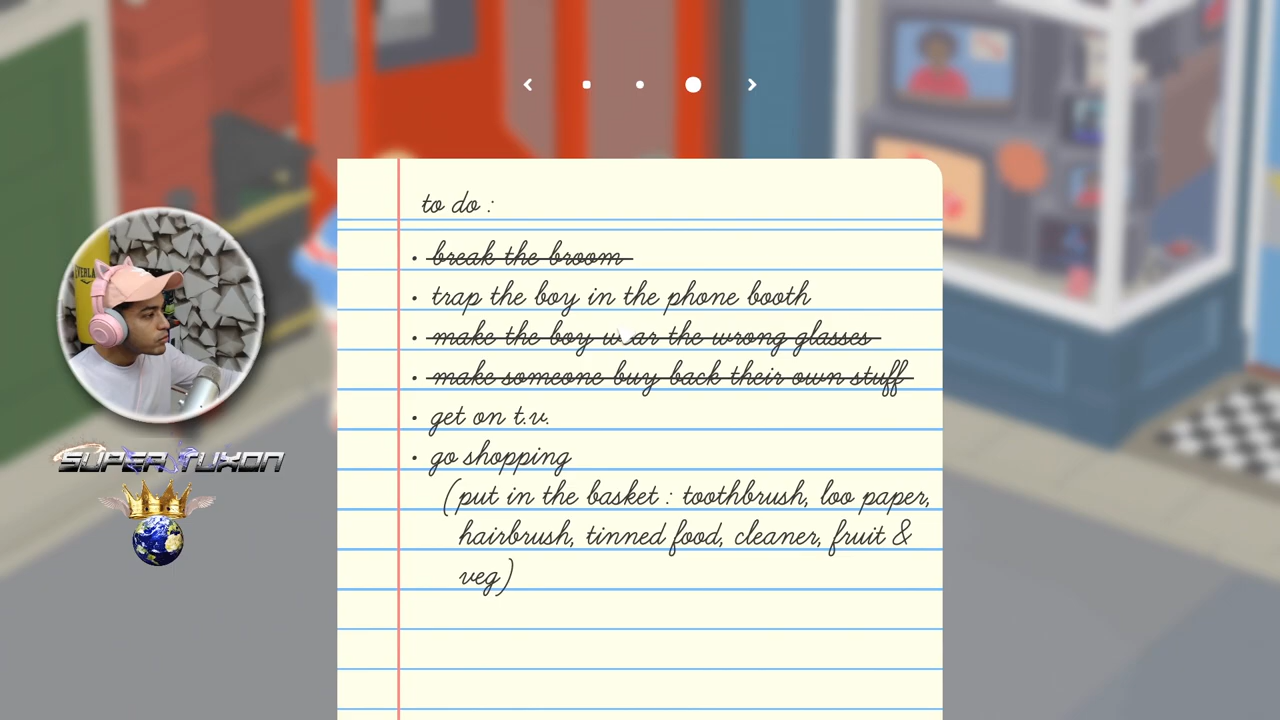 to do :
• break the broom
• trap the boy in the phone booth
• make the boy wear the wrong glasses
• make someone buy back their own stuff
• get on t.v.
• go shopping
(put in the basket : toothbrush, loo paper,
hairbrush, tinned food, cleaner, fruit &
veg)
SUPER TUXON